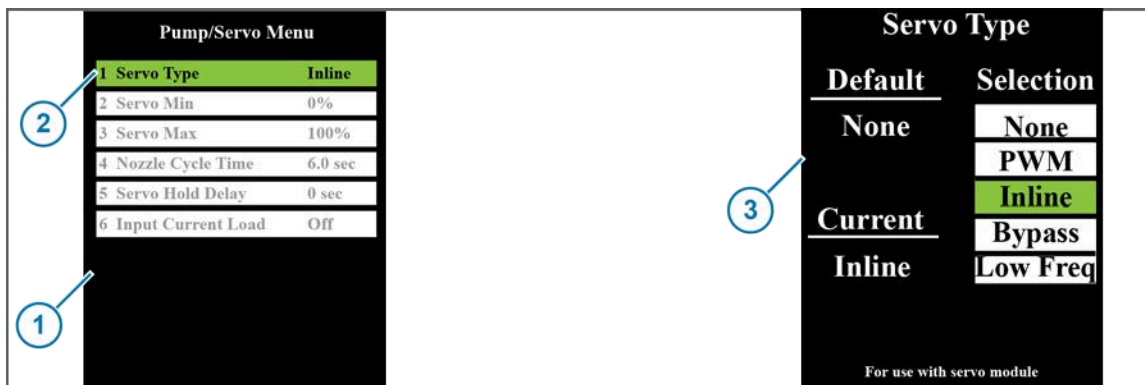 Pump/Servo Menu
1 Servo Type Inline
2 Servo Min 0%
3 Servo Max 100%
4 Nozzle Cycle Time 6.0 sec
5 Servo Hold Delay 0 sec
6 Input Current Load Off
2
1
Servo Type
Default Selection
None None
PWM
Inline
Current Bypass
Inline Low Freq
3
For use with servo module